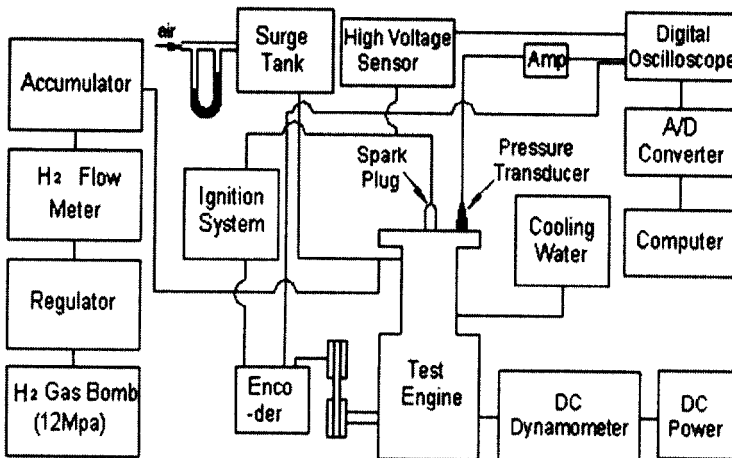 air
Surge
Tank
High Voltage
Sensor
Amp
Digital
Oscilloscope
Accumulator
A/D
Converter
Spark
Plug
Pressure
Transducer
H2 Flow
Meter
Ignition
System
Cooling
Water
Computer
Regulator
H2 Gas Bomb
(12Mpa)
Enco
-der
Test
Engine
DC
Dynamometer
DC
Power